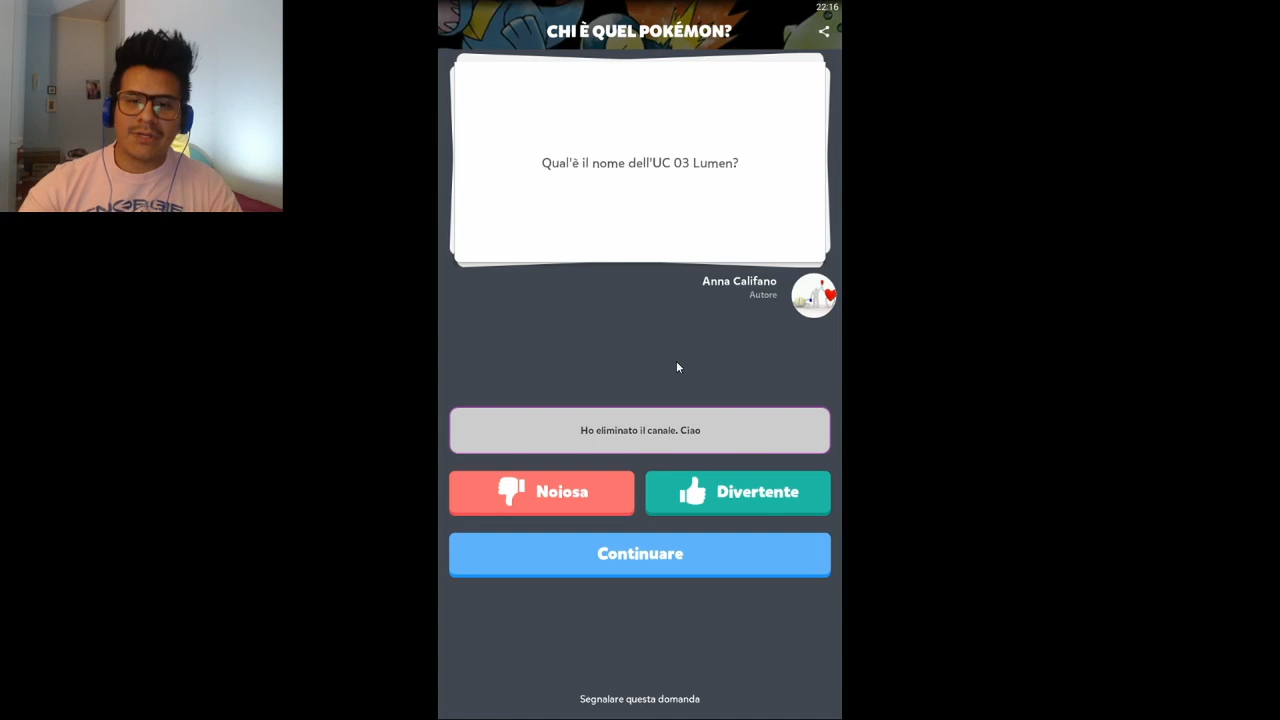 22:16
CHI È QUEL POKÉMON?
Qual'è il nome dell'UC 03 Lumen?
Anna Califano
Autore
Ho eliminato il canale. Ciao
Noiosa
Divertente
Continuare
Segnalare questa domanda